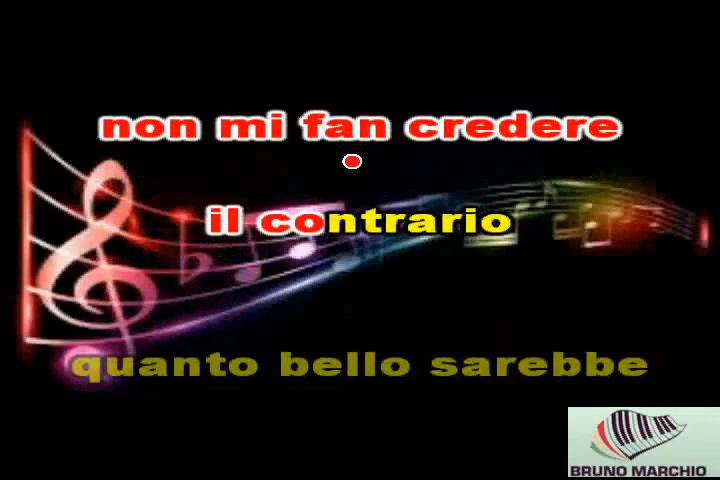 non mi fan credere
il contrario
quanto bello sarebbe
BRUNO MARCHIO